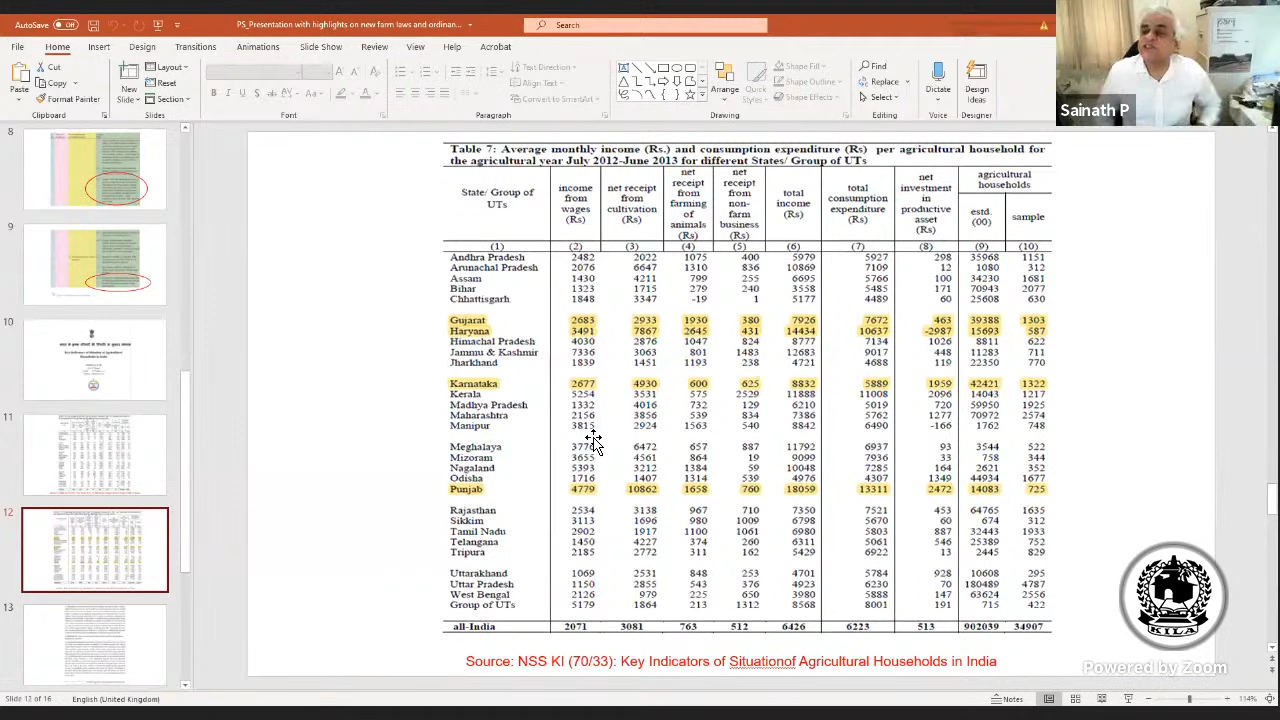 AutoSave Off
PS_Presentation with highlights on new farm laws and ordinan...
Search
File Home Insert Design Transitions Animations Slide Show Review View Help Acrobat
Paste Cut Copy Format Painter
Clipboard
New Slide Layout Reset Section
Slides
Font
Text Direction Align Text Convert to SmartArt
Paragraph
Arrange Quick Styles Shape Fill Shape Outline Shape Effects
Drawing
Find Replace Select
Editing
Dictate
Voice
Design Ideas
Designer
Sainath P
8
9
10
11
12
13
Table 7: Average monthly income (Rs.) and consumption expenditure (Rs) per agricultural household for
the agricultural year July 2012-June 2013 for different States/ Group of UTs
State/ Group of UTs income from wages (Rs) net receipt from cultivation (Rs) net receipt from farming of animals (Rs) net receipt from non-farm business (Rs) total income (Rs) total consumption expenditure (Rs) net investment in productive asset (Rs) agricultural households estd. (00) sample
(1) (2) (3) (4) (5) (6) (7) (8) (9) (10)
Andhra Pradesh 2482 2022 1075 400 5979 5927 298 35968 1151
Arunachal Pradesh 2076 6647 1310 836 10869 7109 12 1080 312
Assam 1430 4211 799 255 6695 5766 100 34230 1681
Bihar 1323 1715 279 240 3558 5485 171 70943 2077
Chhattisgarh 1848 3347 -19 1 5177 4489 60 25608 630
Gujarat 2683 2933 1930 380 7926 7672 463 39388 1303
Haryana 3491 7867 2645 431 14434 10637 -2987 15693 587
Himachal Pradesh 4030 2876 1047 824 8777 7134 1026 8811 622
Jammu & Kashmir 7336 3063 801 1483 12683 9017 448 11283 711
Jharkhand 1839 1451 1193 238 4721 4688 119 22350 770
Karnataka 2677 4930 600 625 8832 5889 1959 42421 1322
Kerala 5254 3531 575 2529 11888 11008 2096 14043 1217
Madhya Pradesh 1332 4016 732 129 6210 5019 720 59950 1925
Maharashtra 2156 3856 539 834 7386 5762 1277 70972 2574
Manipur 3815 2924 1563 540 8842 6490 -166 1762 748
Meghalaya 6472 657 887 11792 6937 93 3544 522
Mizoram 3655 4561 864 19 9099 7936 33 758 344
Nagaland 5393 3212 1384 59 10048 7285 164 2621 352
Odisha 1716 1407 1314 539 4976 4307 1349 44934 1677
Punjab 4779 10862 1658 760 18059 13311 2472 14083 725
Rajasthan 2534 3138 967 710 7350 7521 453 64765 1635
Sikkim 3113 1696 980 1009 6798 5670 60 674 312
Tamil Nadu 2902 1917 1100 1061 6980 5803 887 32443 1933
Telangana 1450 4227 374 260 6311 5061 546 25389 752
Tripura 2185 2772 311 162 5429 6922 13 2445 829
Uttarakhand 1069 2531 848 253 4701 5784 928 10608 295
Uttar Pradesh 1150 2855 543 376 4923 6230 70 180489 4787
West Bengal 2126 979 225 650 3980 5888 147 63624 2556
Group of UTs 1864 1312 422
all-India 2071 3081 763 512 6426 6223 513 902039 34907
Source: NSS KI (70/33): Key Indicators of Situation of Agricultural Households in India
KILA
Powered by Zoom
Slide 12 of 16 English (United Kingdom) Notes 114%